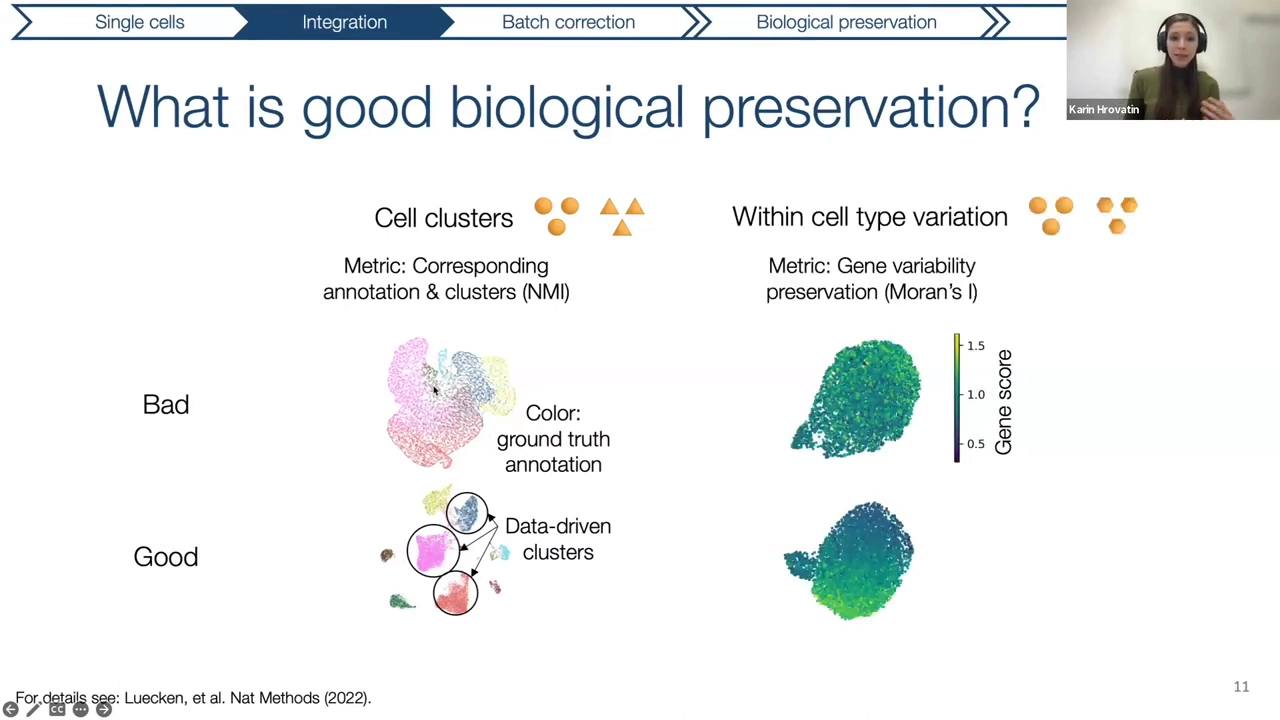 Single cells
Integration
Batch correction
Biological preservation
Karin Hrovatin
What is good biological preservation?
Cell clusters
Metric: Corresponding
annotation & clusters (NMI)
Within cell type variation
Metric: Gene variability
preservation (Moran's I)
Bad
Color:
ground truth
annotation
1.5
1.0
0.5
Gene score
Good
Data-driven
clusters
For details see: Luecken, et al. Nat Methods (2022).
CC
11